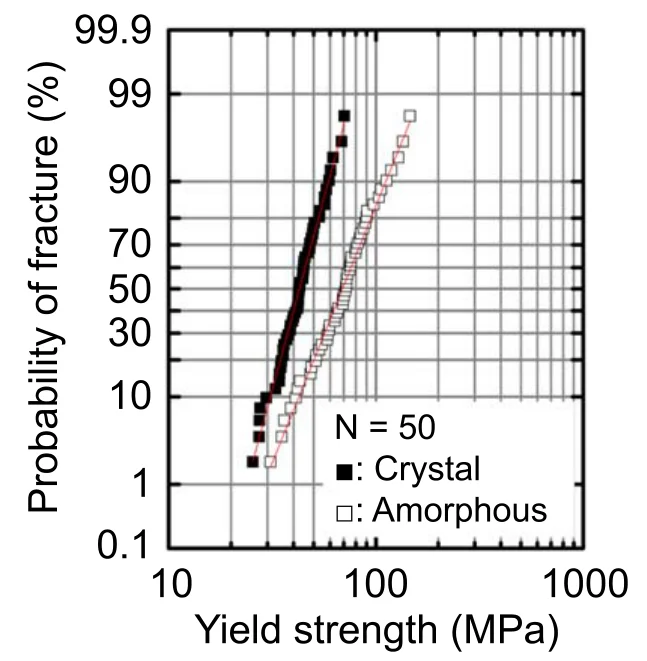 99.9
99
90
70
50
30
10
1
0.1
Probability of fracture (%)
N = 50
■: Crystal
□: Amorphous
10 100 1000
Yield strength (MPa)